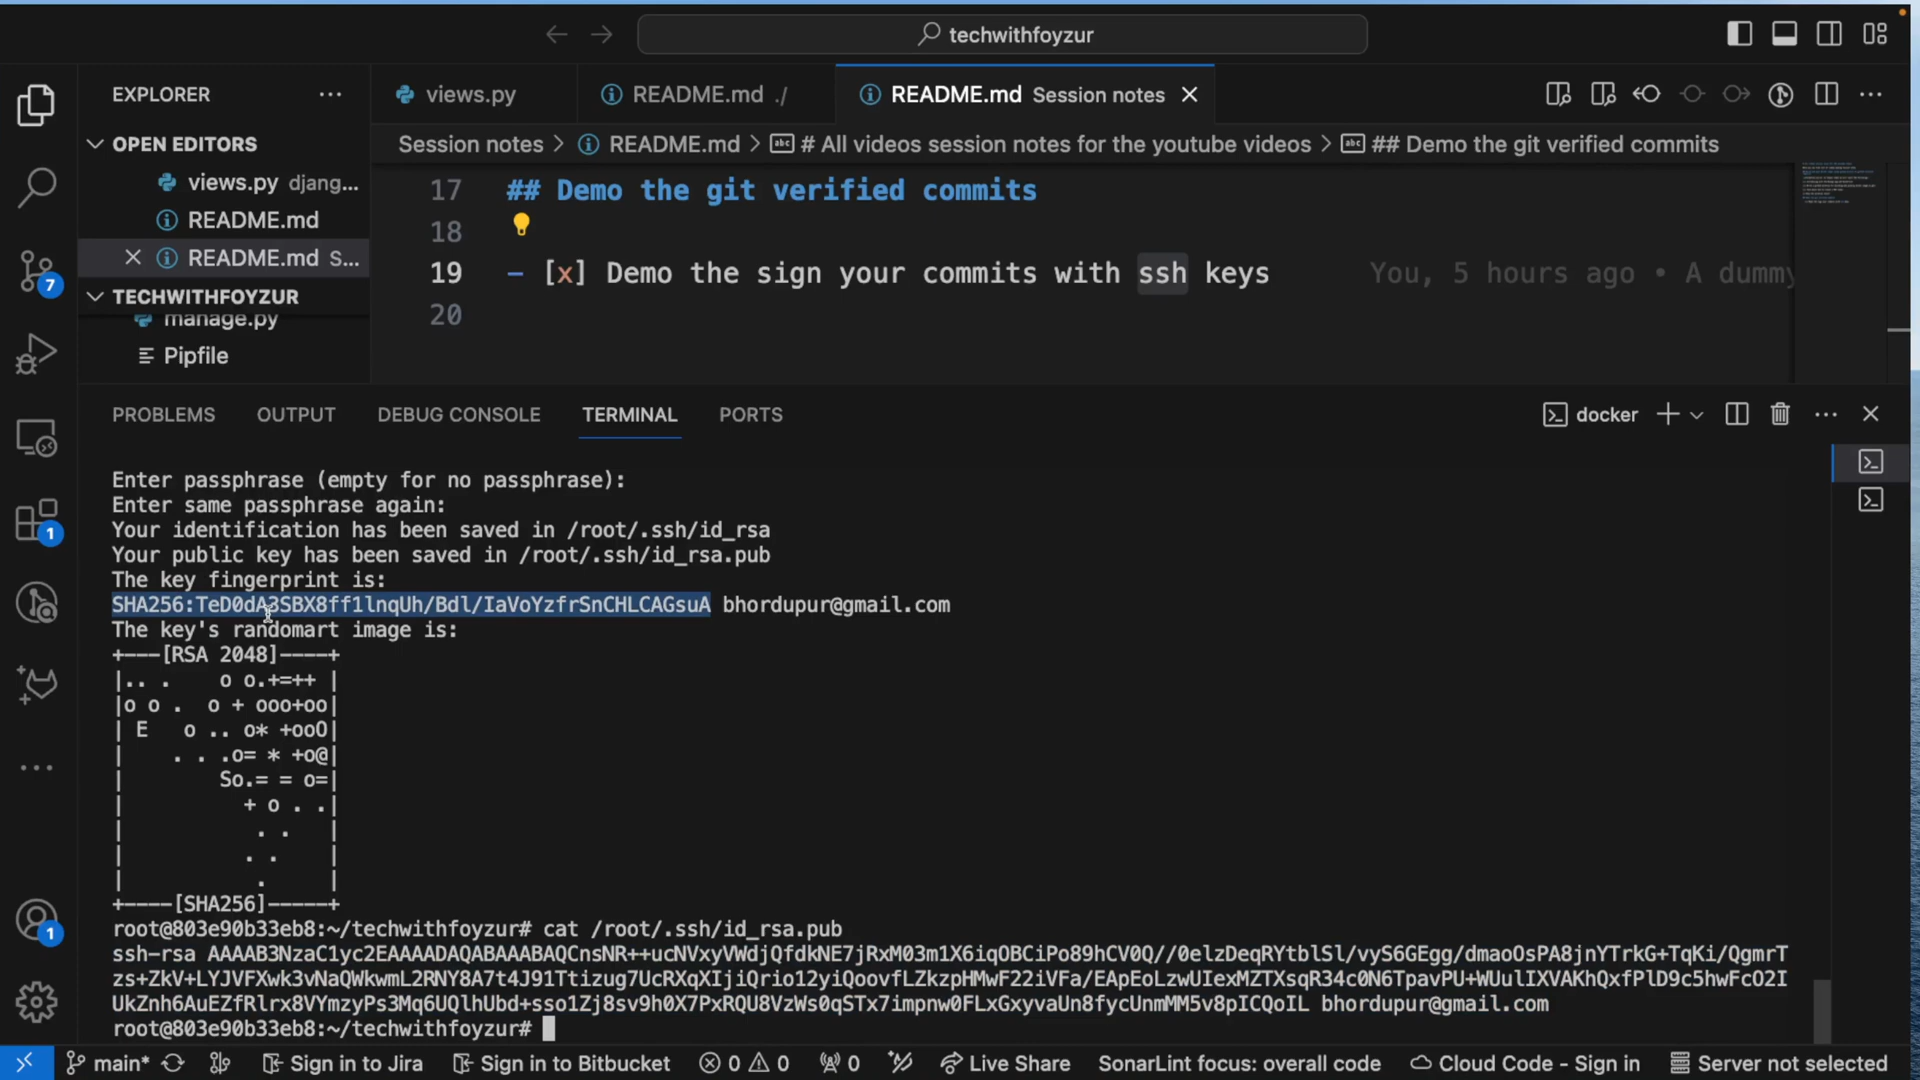 techwithfoyzur
EXPLORER
views.py
README.md ./
README.md Session notes
OPEN EDITORS
Session notes > README.md > # All videos session notes for the youtube videos > ## Demo the git verified commits
views.py djang...
README.md
README.md S...
7
TECHWITHFOYZUR
manage.py
Pipfile
17 ## Demo the git verified commits
18
19 - [x] Demo the sign your commits with ssh keys You, 5 hours ago • A dummy
20
PROBLEMS OUTPUT DEBUG CONSOLE TERMINAL PORTS
docker
1
Enter passphrase (empty for no passphrase):
Enter same passphrase again:
Your identification has been saved in /root/.ssh/id_rsa
Your public key has been saved in /root/.ssh/id_rsa.pub
The key fingerprint is:
SHA256:TeD0dA3SBX8ff1lnqUh/Bdl/IaVoYzfrSnCHLCAGsuA bhordupur@gmail.com
The key's randomart image is:
+---[RSA 2048]----+
|.. .    o o.+=++ |
|o o .  o + ooo+oo|
| E   o .. o* +ooO|
|    . . .o= * +o@|
|        So.= = o=|
|          + o . .|
|           . .   |
|          . .    |
|           .     |
+----[SHA256]-----+
root@803e90b33eb8:~/techwithfoyzur# cat /root/.ssh/id_rsa.pub
ssh-rsa AAAAB3NzaC1yc2EAAAADAQABAAABAQCnsNR++ucNVxyVWdjQfdkNE7jRxM03m1X6iqOBCiPo89hCV0Q//0elzDeqRYtblSl/vyS6GEgg/dmaoOsPA8jnYTrkG+TqKi/QgmrT
zs+ZkV+LYJVFXwk3vNaQWkwmL2RNY8A7t4J91Ttizug7UcRXqXIjiQrio12yiQoovfLZkzpHMwF22iVFa/EApEoLzwUIexMZTXsqR34c0N6TpavPU+WUulIXVAKhQxfPlD9c5hwFcO2I
UkZnh6AuEZfRlrx8VYmzyPs3Mq6UQlhUbd+sso1Zj8sv9h0X7PxRQU8VzWs0qSTx7impnw0FLxGxyvaUn8fycUnmMM5v8pICQoIL bhordupur@gmail.com
root@803e90b33eb8:~/techwithfoyzur#
1
main* Sign in to Jira Sign in to Bitbucket 0 0 0 Live Share SonarLint focus: overall code Cloud Code - Sign in Server not selected